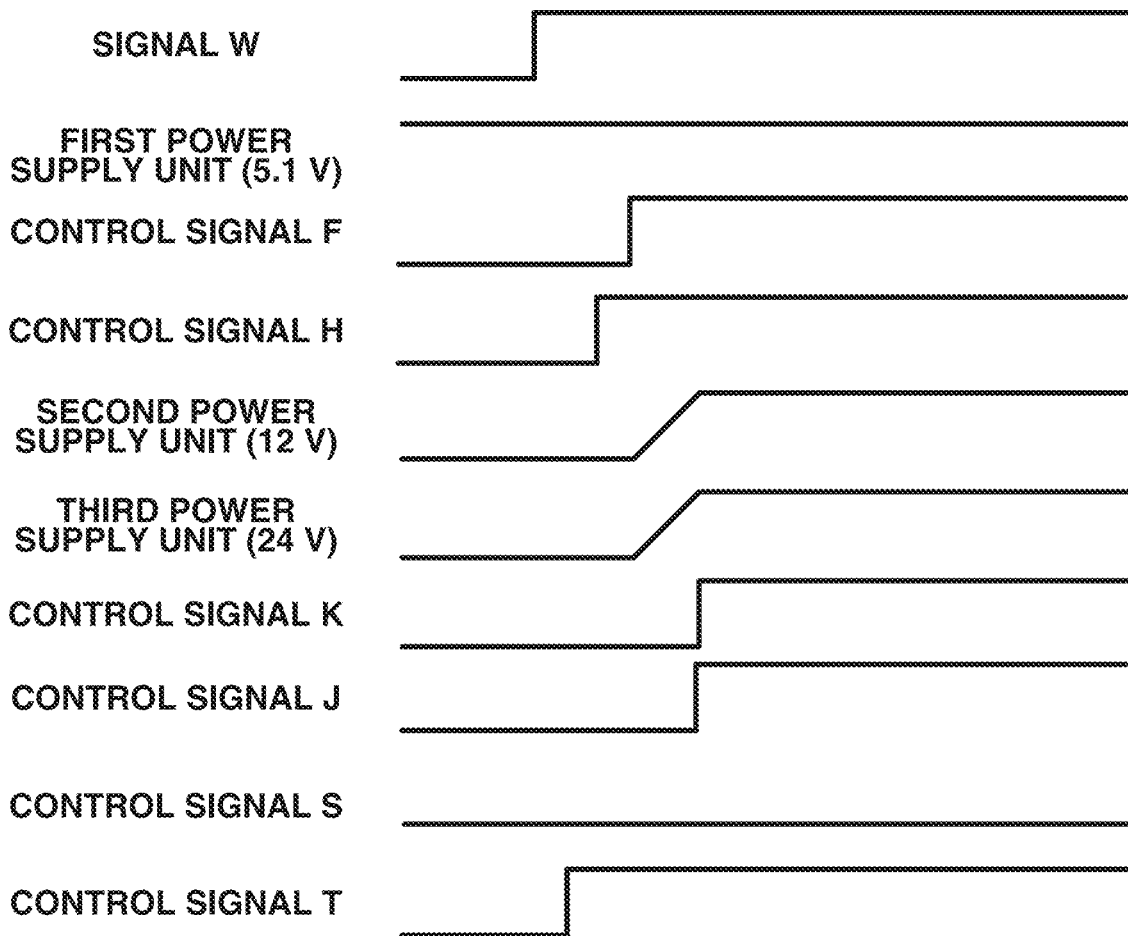 SIGNAL W
FIRST POWER
SUPPLY UNIT (5.1 V)
CONTROL SIGNAL F
CONTROL SIGNAL H
SECOND POWER
SUPPLY UNIT (12 V)
THIRD POWER
SUPPLY UNIT (24 V)
CONTROL SIGNAL K
CONTROL SIGNAL J
CONTROL SIGNAL S
CONTROL SIGNAL T